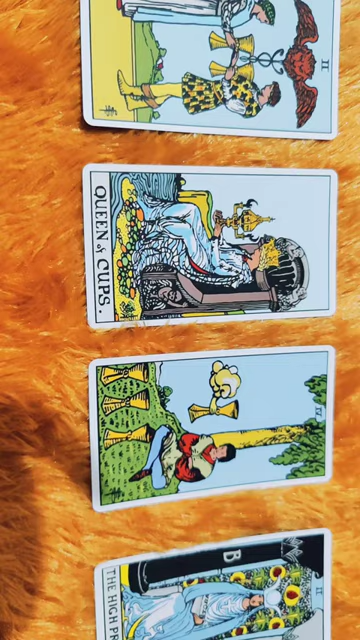 II
QUEEN of CUPS.
IV
II
B
THE HIGH PR